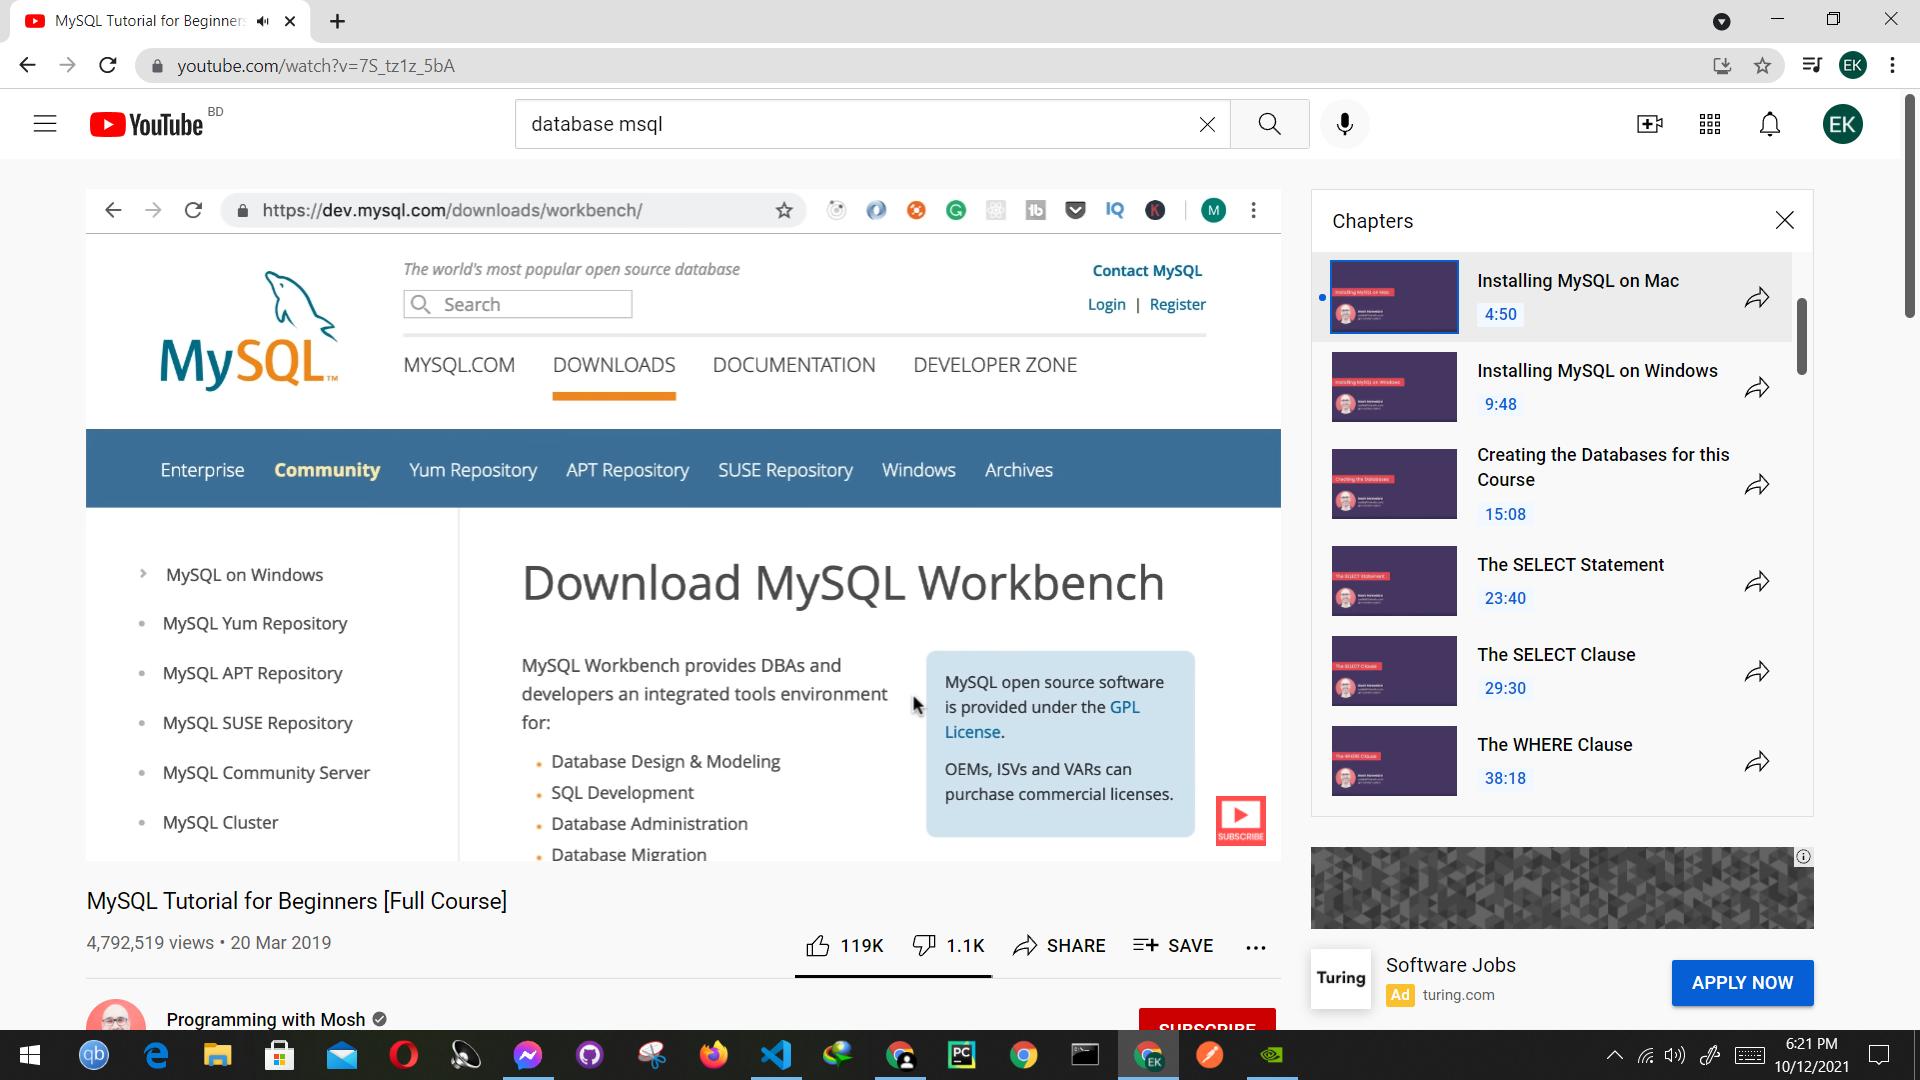 MySQL Tutorial for Beginners
youtube.com/watch?v=7S_tz1z_5bA
EK
YouTube BD
database msql
EK
https://dev.mysql.com/downloads/workbench/
IQ
K
M
The world's most popular open source database
Contact MySQL
Search
Login | Register
MySQL™
MYSQL.COM DOWNLOADS DOCUMENTATION DEVELOPER ZONE
Enterprise Community Yum Repository APT Repository SUSE Repository Windows Archives
MySQL on Windows
MySQL Yum Repository
MySQL APT Repository
MySQL SUSE Repository
MySQL Community Server
MySQL Cluster
Download MySQL Workbench
MySQL Workbench provides DBAs and
developers an integrated tools environment
for:
Database Design & Modeling
SQL Development
Database Administration
Database Migration
MySQL open source software
is provided under the GPL
License.
OEMs, ISVs and VARs can
purchase commercial licenses.
SUBSCRIBE
Chapters
Installing MySQL on Mac
4:50
Installing MySQL on Windows
9:48
Creating the Databases for this
Course
15:08
The SELECT Statement
23:40
The SELECT Clause
29:30
The WHERE Clause
38:18
MySQL Tutorial for Beginners [Full Course]
4,792,519 views • 20 Mar 2019
119K 1.1K SHARE SAVE
Programming with Mosh
SUBSCRIBE
Turing
Software Jobs
Ad turing.com
APPLY NOW
qb
PC
EK
6:21 PM
10/12/2021